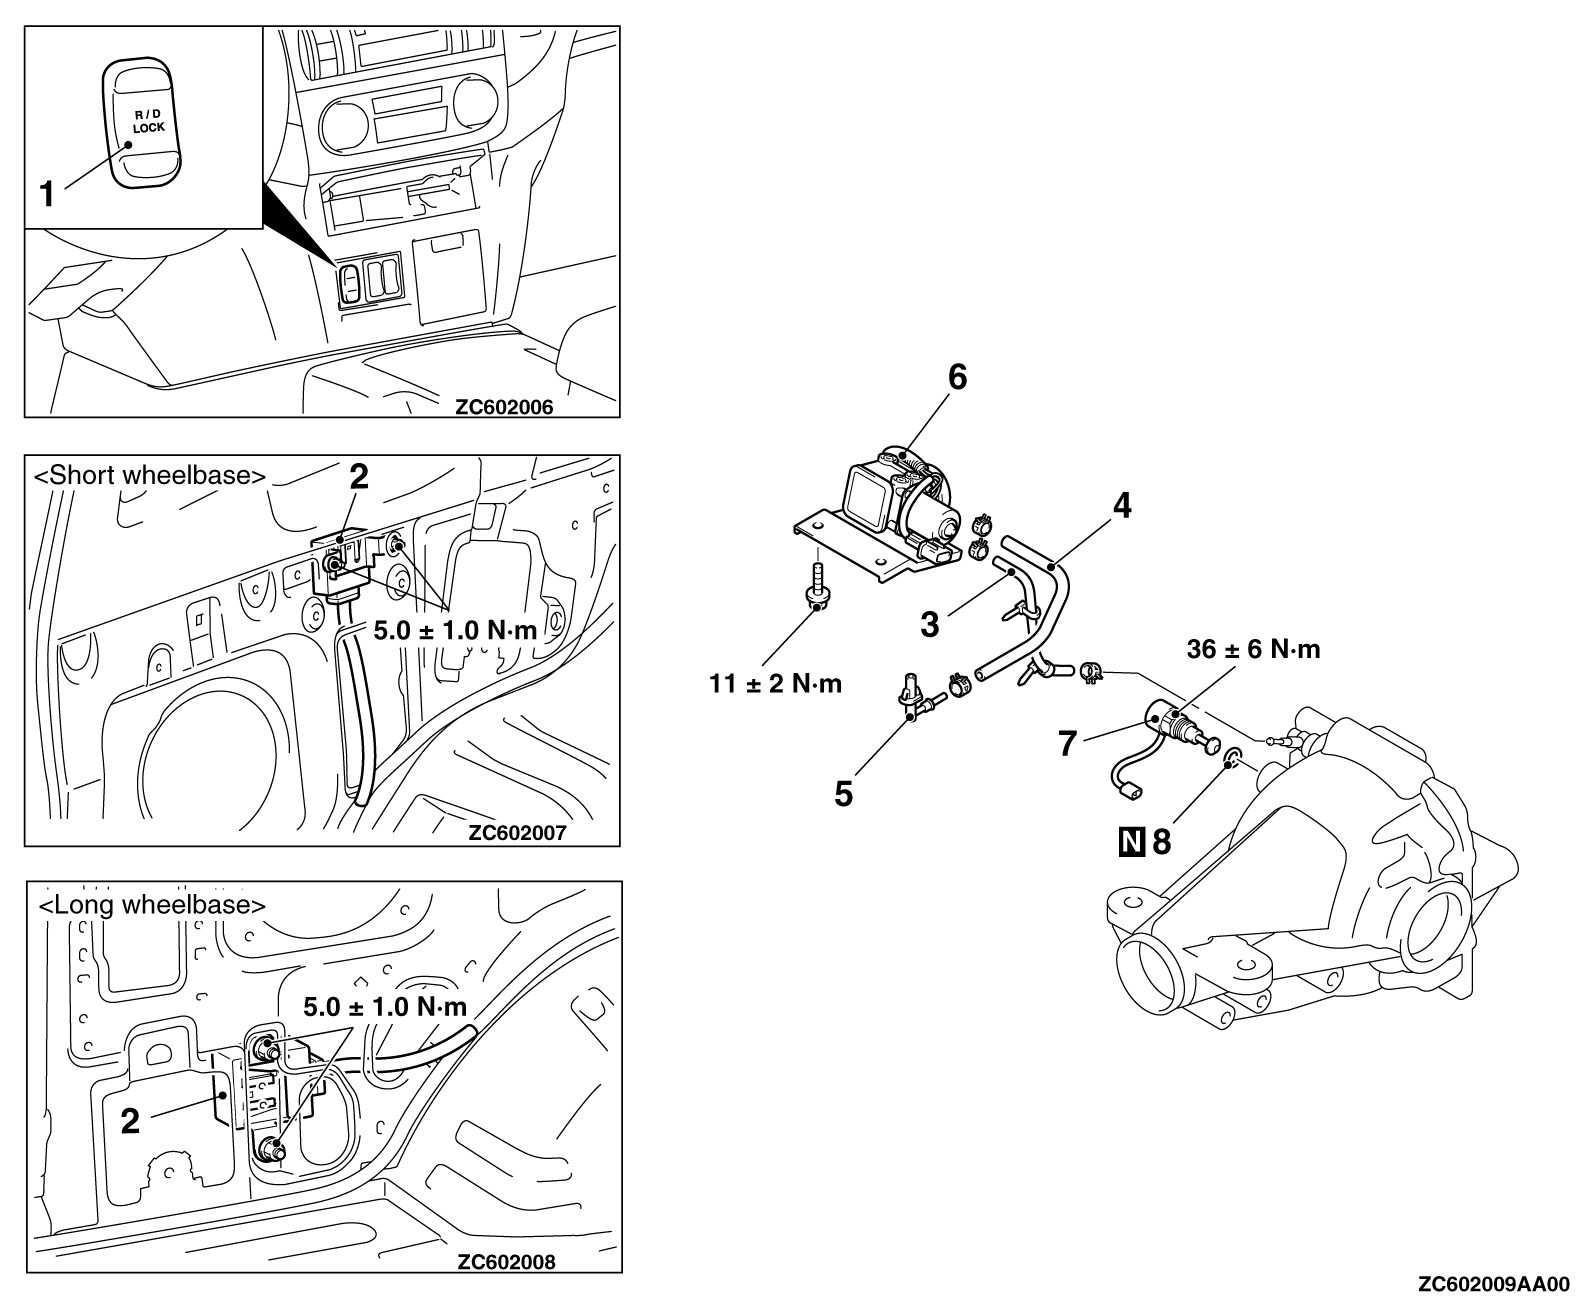 R / D
LOCK
1
ZC602006
<Short wheelbase>
2
5.0 ± 1.0 N·m
ZC602007
<Long wheelbase>
5.0 ± 1.0 N·m
2
ZC602008
6
4
3
11 ± 2 N·m
36 ± 6 N·m
7
5
N 8
ZC602009AA00